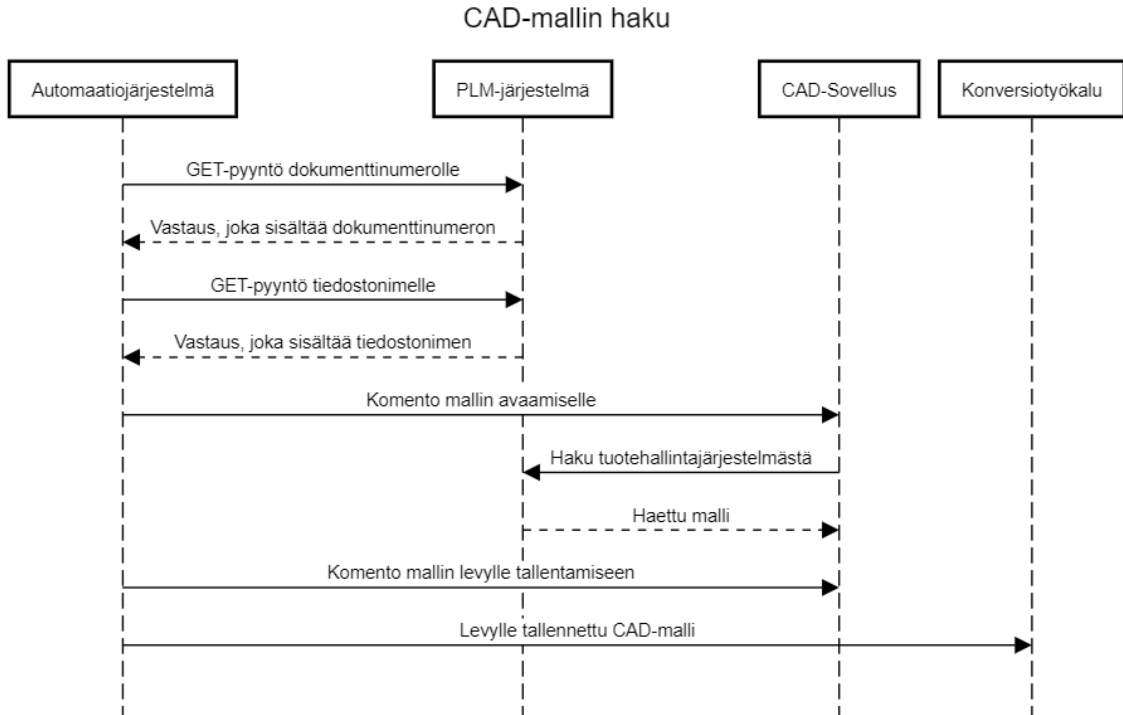 CAD-mallin haku
Automaatiojärjestelmä
PLM-järjestelmä
CAD-Sovellus
Konversiotyökalu
GET-pyyntö dokumenttinumerolle
Vastaus, joka sisältää dokumenttinumeron
GET-pyyntö tiedostonimelle
Vastaus, joka sisältää tiedostonimen
Komento mallin avaamiselle
Haku tuotehallintajärjestelmästä
Haettu malli
Komento mallin levylle tallentamiseen
Levylle tallennettu CAD-malli